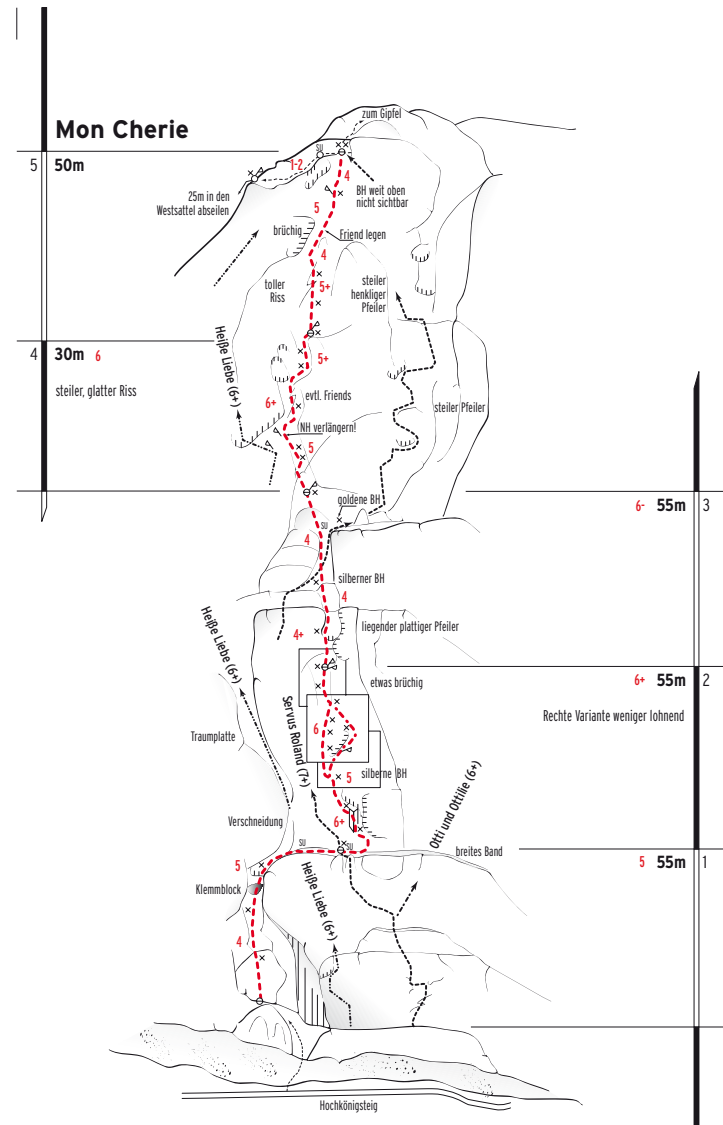 Mon Cherie
zum Gipfel
su
5 50m
1-2
4
25m in den
Westsattel abseilen
BH weit oben
nicht sichtbar
5
brüchig
Friend legen
4
toller
Riss
5+
steiler
henkliger
Pfeiler
Heiße Liebe (6+)
4 30m 6
5+
steiler, glatter Riss
6+
evtl. Friends
steiler Pfeiler
NH verlängern!
5
goldene BH
6- 55m 3
su
4
silberner BH
4
Heiße Liebe (6+)
4+
liegender plattiger Pfeiler
etwas brüchig
6+ 55m 2
Servus Roland (7+)
6
Rechte Variante weniger lohnend
Traumplatte
5
silberne BH
Verschneidung
6+
Otti und Ottilie (6+)
su
su
breites Band
5 55m 1
5
Klemmblock
Heiße Liebe (6+)
4
Hochkönigsteig